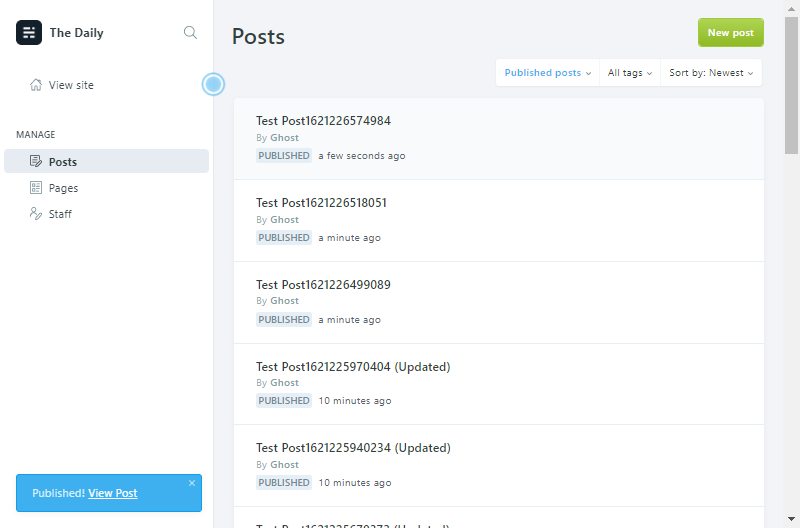 The Daily
View site
MANAGE
Posts
Pages
Staff
Published! View Post
Posts
New post
Published posts
All tags
Sort by: Newest
Test Post1621226574984
By Ghost
PUBLISHED a few seconds ago
Test Post1621226518051
By Ghost
PUBLISHED a minute ago
Test Post1621226499089
By Ghost
PUBLISHED a minute ago
Test Post1621225970404 (Updated)
By Ghost
PUBLISHED 10 minutes ago
Test Post1621225940234 (Updated)
By Ghost
PUBLISHED 10 minutes ago